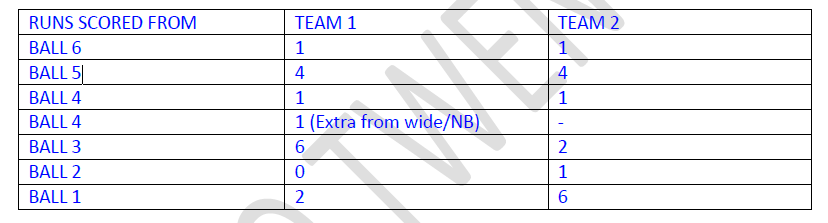 RUNS SCORED FROM TEAM 1 TEAM 2
BALL 6 1 1
BALL 5 4 4
BALL 4 1 1
BALL 4 1 (Extra from wide/NB) -
BALL 3 6 2
BALL 2 0 1
BALL 1 2 6
TWEN